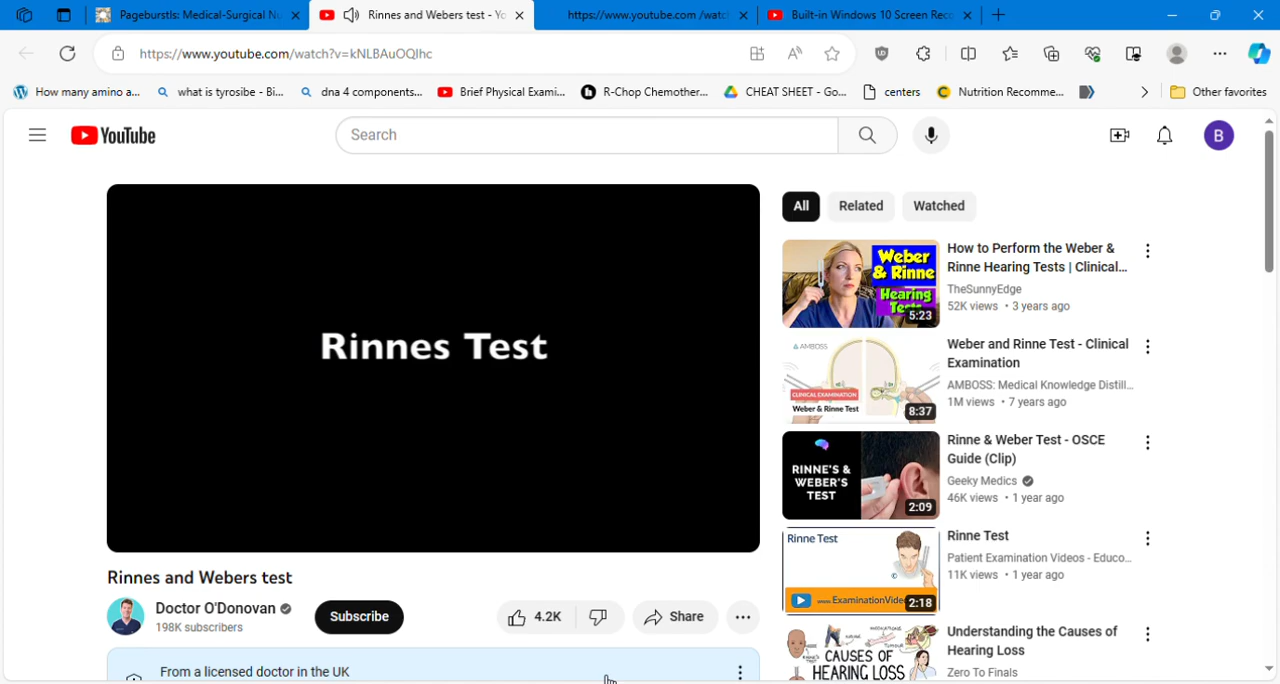 Pageburstls: Medical-Surgical Nu
Rinnes and Webers test - Yo
https://www.youtube.com /watc
Built-in Windows 10 Screen Reco
https://www.youtube.com/watch?v=kNLBAuOQIhc
How many amino a...
what is tyrosibe - Bi...
dna 4 components...
Brief Physical Exami...
R-Chop Chemother...
CHEAT SHEET - Go...
centers
Nutrition Recomme...
Other favorites
YouTube
Search
B
Rinnes Test
All
Related
Watched
Weber
& Rinne
Hearing
Tests
5:23
How to Perform the Weber &
Rinne Hearing Tests | Clinical...
TheSunnyEdge
52K views • 3 years ago
AMBOSS
CLINICAL EXAMINATION
Weber & Rinne Test
8:37
Weber and Rinne Test - Clinical
Examination
AMBOSS: Medical Knowledge Distill...
1M views • 7 years ago
RINNE'S &
WEBER'S
TEST
2:09
Rinne & Weber Test - OSCE
Guide (Clip)
Geeky Medics
46K views • 1 year ago
Rinne Test
www.ExaminationVide
2:18
Rinne Test
Patient Examination Videos - Educo...
11K views • 1 year ago
CAUSES OF
HEARING LOSS
Understanding the Causes of
Hearing Loss
Zero To Finals
Rinnes and Webers test
Doctor O'Donovan
198K subscribers
Subscribe
4.2K
Share
From a licensed doctor in the UK